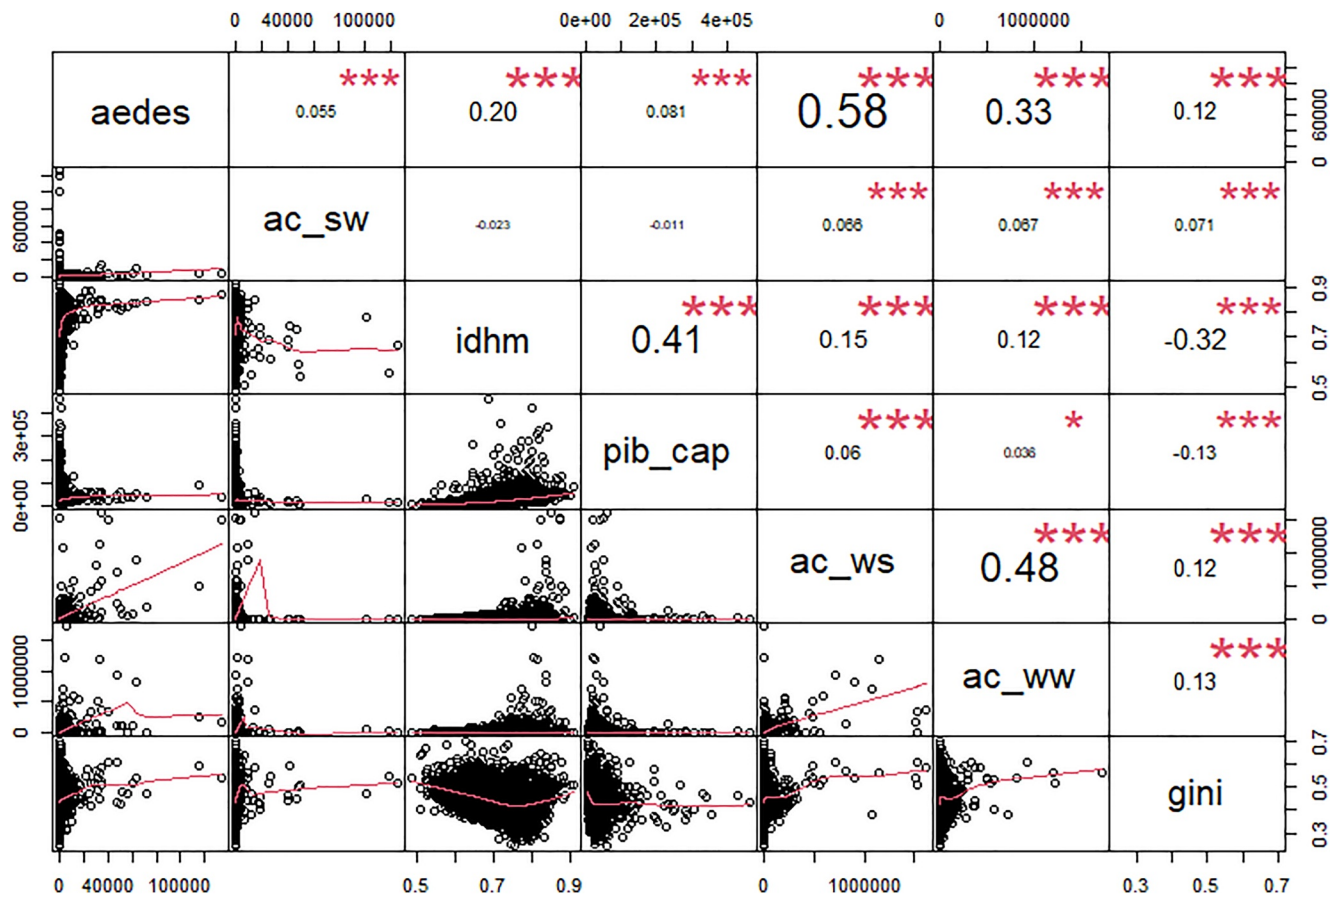 0 40000 100000 0e+00 2e+05 4e+05 0 1000000
*** *** *** *** *** ***
aedes 0.055 0.20 0.081 0.58 0.33 0.12
0 60000
*** *** ***
ac_sw -0.023 -0.011 0.066 0.067 0.071
0 60000
*** *** *** ***
idhm 0.41 0.15 0.12 -0.32
0.5 0.7 0.9
*** * ***
pib_cap 0.06 0.036 -0.13
0e+00 3e+05
*** ***
ac_ws 0.48 0.12
0 1000000
***
ac_ww 0.13
0 1000000
gini
0.3 0.5 0.7
0 40000 100000 0.5 0.7 0.9 0 1000000 0.3 0.5 0.7